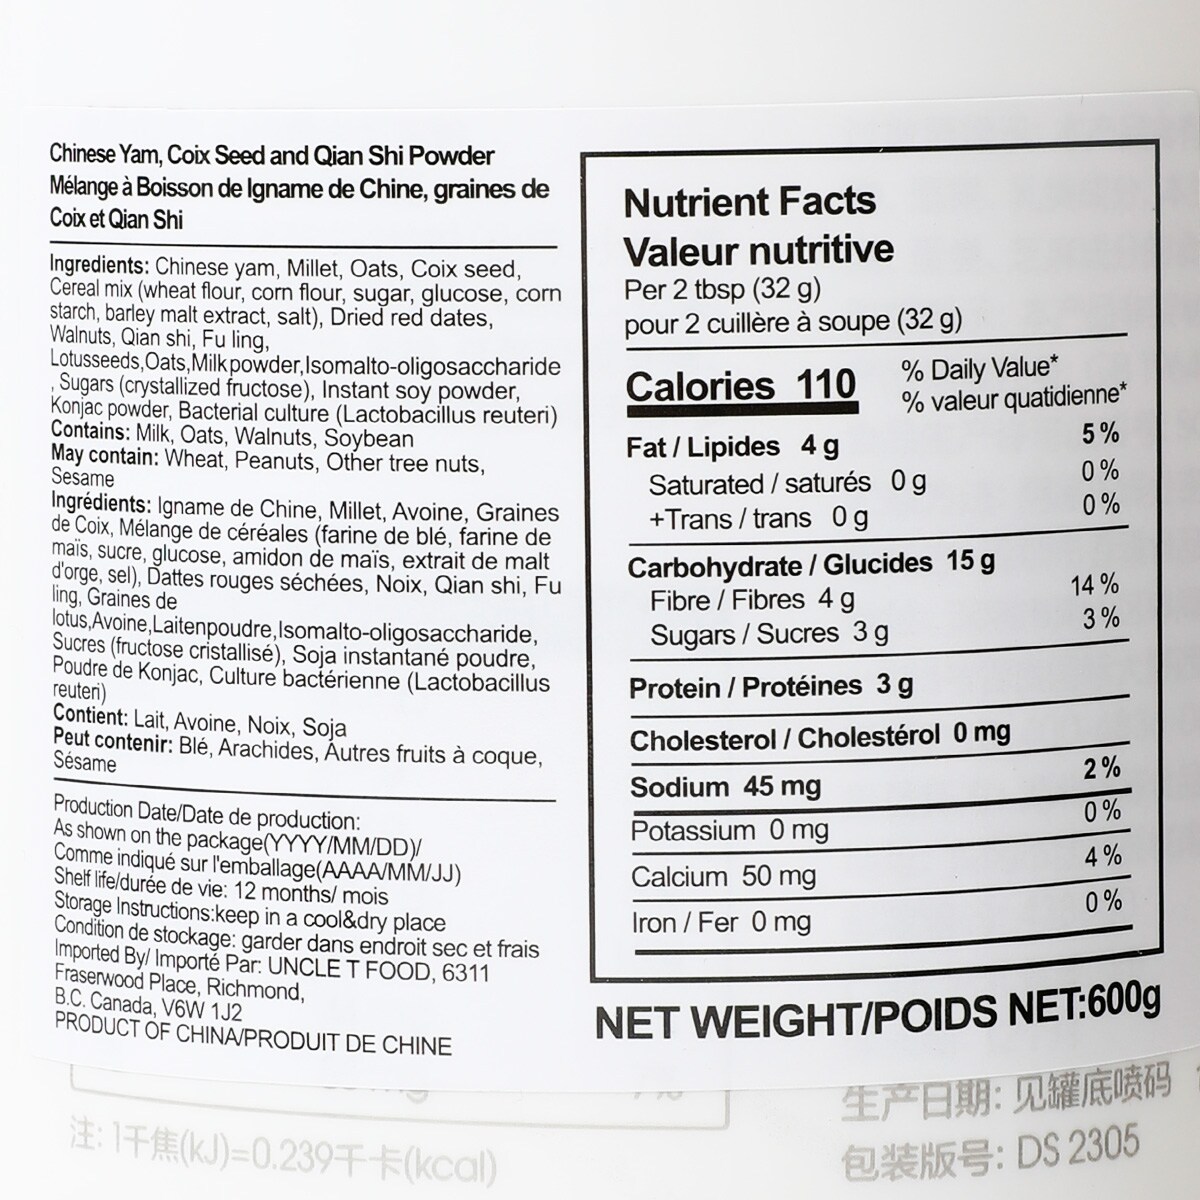 Chinese Yam, Coix Seed and Qian Shi Powder
Mélange à Boisson de Igname de Chine, graines de
Coix et Qian Shi
Ingredients: Chinese yam, Millet, Oats, Coix seed,
Cereal mix (wheat flour, corn flour, sugar, glucose, corn
starch, barley malt extract, salt), Dried red dates,
Walnuts, Qian shi, Fu ling,
Lotusseeds,Oats,Milkpowder,Isomalto-oligosaccharide
, Sugars (crystallized fructose), Instant soy powder,
Konjac powder, Bacterial culture (Lactobacillus reuteri)
Contains: Milk, Oats, Walnuts, Soybean
May contain: Wheat, Peanuts, Other tree nuts,
Sesame
Ingrédients: Igname de Chine, Millet, Avoine, Graines
de Coix, Mélange de céréales (farine de blé, farine de
maïs, sucre, glucose, amidon de maïs, extrait de malt
d'orge, sel), Dattes rouges séchées, Noix, Qian shi, Fu
ling, Graines de
lotus,Avoine,Laitenpoudre,Isomalto-oligosaccharide,
Sucres (fructose cristallisé), Soja instantané poudre,
Poudre de Konjac, Culture bactérienne (Lactobacillus
reuteri)
Contient: Lait, Avoine, Noix, Soja
Peut contenir: Blé, Arachides, Autres fruits à coque,
Sésame
Production Date/Date de production:
As shown on the package(YYYY/MM/DD)/
Comme indiqué sur l'emballage(AAAA/MM/JJ)
Shelf life/durée de vie: 12 months/ mois
Storage Instructions:keep in a cool&dry place
Condition de stockage: garder dans endroit sec et frais
Imported By/ Importé Par: UNCLE T FOOD, 6311
Fraserwood Place, Richmond,
B.C. Canada, V6W 1J2
PRODUCT OF CHINA/PRODUIT DE CHINE
Nutrient Facts
Valeur nutritive
Per 2 tbsp (32 g)
pour 2 cuillère à soupe (32 g)
Calories 110
% Daily Value*
% valeur quotidienne*
Fat / Lipides 4 g 5 %
Saturated / saturés 0 g 0 %
+Trans / trans 0 g 0 %
Carbohydrate / Glucides 15 g
Fibre / Fibres 4 g 14 %
Sugars / Sucres 3 g 3 %
Protein / Protéines 3 g
Cholesterol / Cholestérol 0 mg
Sodium 45 mg 2 %
Potassium 0 mg 0 %
Calcium 50 mg 4 %
Iron / Fer 0 mg 0 %
NET WEIGHT/POIDS NET:600g
注: 1千焦(kJ)=0.239千卡(kcal)
生产日期: 见罐底喷码
包装版号: DS 2305